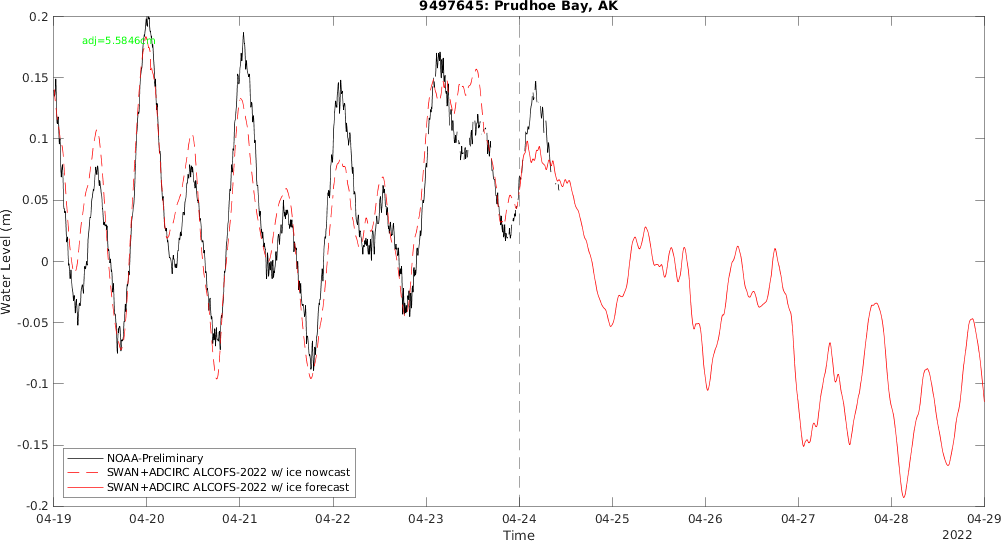 9497645: Prudhoe Bay, AK
adj=5.5846cm
0.2
0.15
0.1
0.05
0
-0.05
-0.1
-0.15
-0.2
Water Level (m)
NOAA-Preliminary
SWAN+ADCIRC ALCOFS-2022 w/ ice nowcast
SWAN+ADCIRC ALCOFS-2022 w/ ice forecast
04-19 04-20 04-21 04-22 04-23 04-24 04-25 04-26 04-27 04-28 04-29
Time
2022